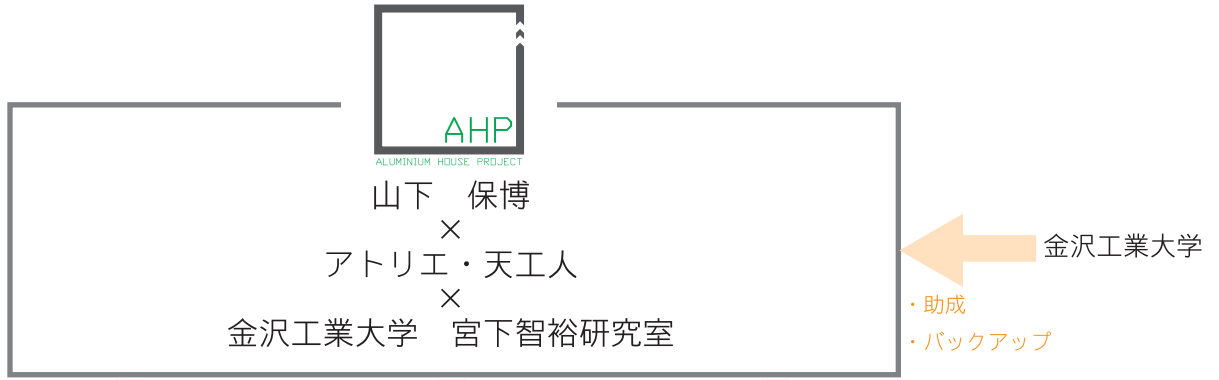 AHP
ALUMINIUM HOUSE PROJECT
山下　保博
×
アトリエ・天工人
×
金沢工業大学　宮下智裕研究室
金沢工業大学
・助成
・バックアップ